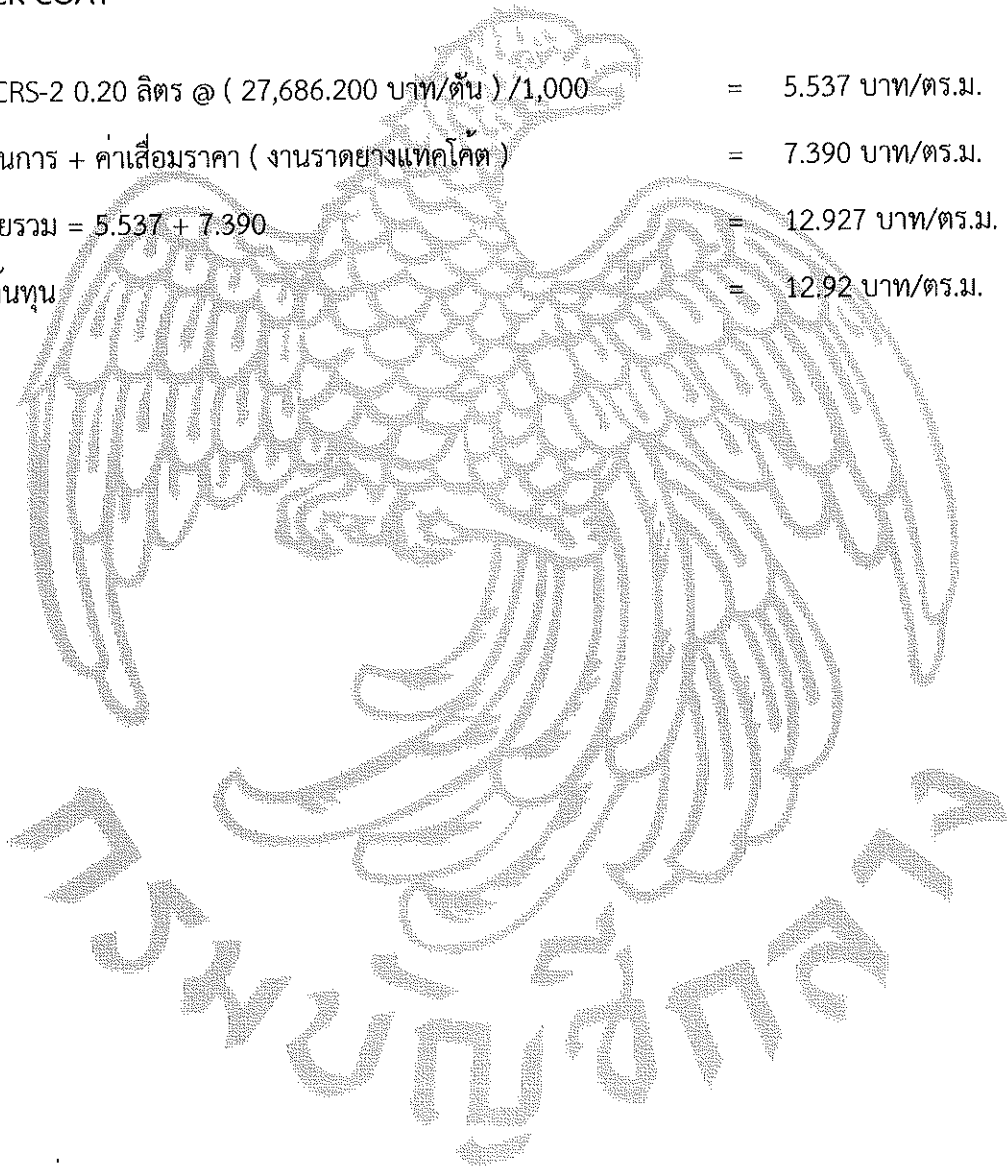 CK COAT
CRS-2 0.20 ลิตร @ ( 27,686.200 บาท/ตัน ) /1,000 = 5.537 บาท/ตร.ม.
นการ + ค่าเสื่อมราคา ( งานราดยางแทคโค้ต ) = 7.390 บาท/ตร.ม.
ยรวม = 5.537 + 7.390 = 12.927 บาท/ตร.ม.
ต้นทุน = 12.92 บาท/ตร.ม.
กรมบัญชีกลาง